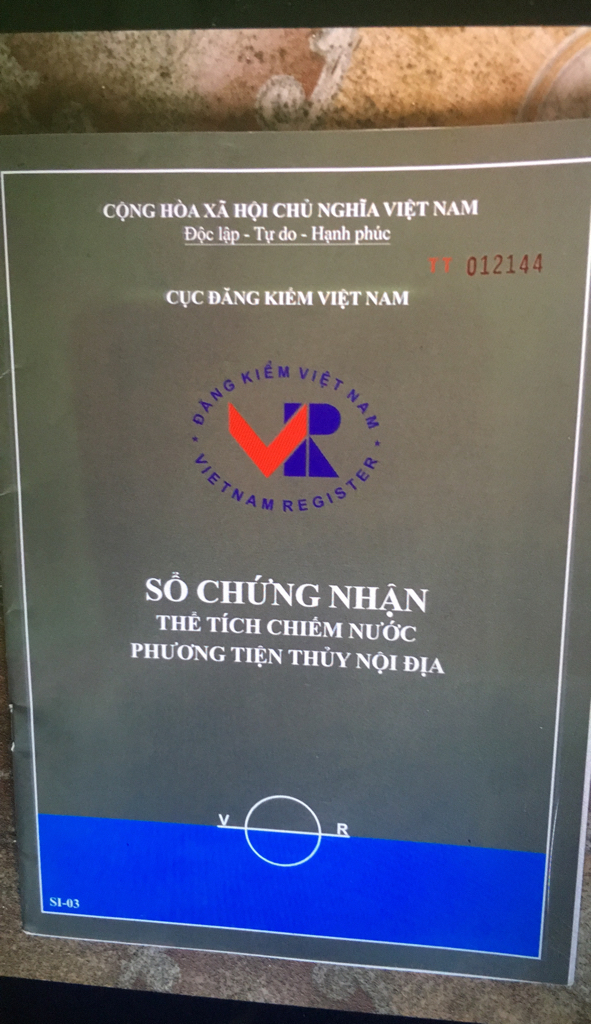 CỘNG HÒA XÃ HỘI CHỦ NGHĨA VIỆT NAM
Độc lập - Tự do - Hạnh phúc
TT 012144
CỤC ĐĂNG KIỂM VIỆT NAM
* ĐĂNG KIỂM VIỆT NAM *
VR
VIETNAM REGISTER
SỔ CHỨNG NHẬN
THỂ TÍCH CHIẾM NƯỚC
PHƯƠNG TIỆN THỦY NỘI ĐỊA
V R
SI-03